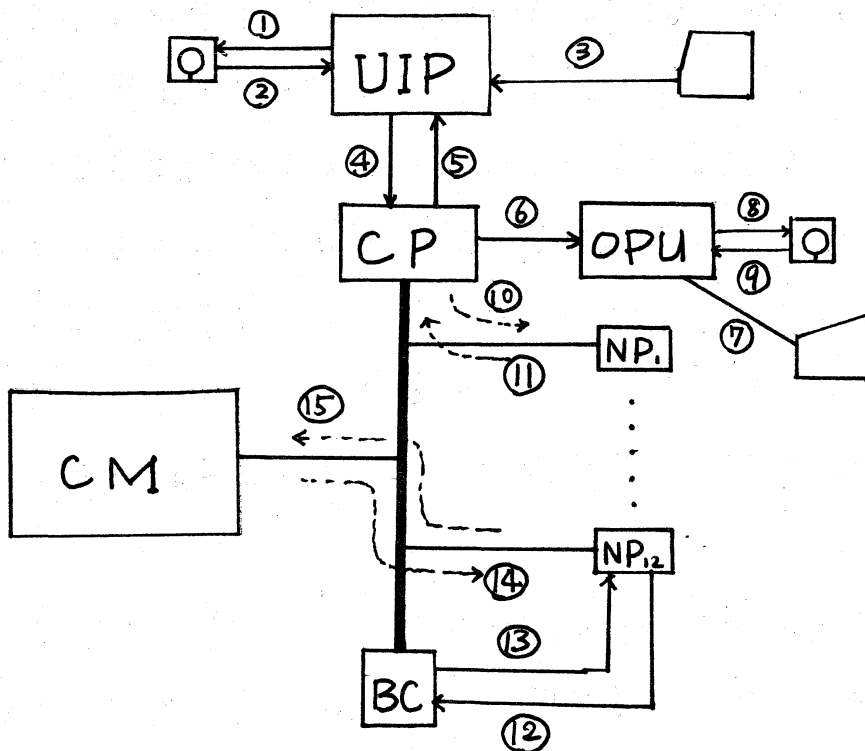 ①
UIP
③
②
④
⑤
⑥
⑧
CP
OPU
⑨
⑩
⑦
NP₁
⑪
⑮
CM
NP₁₂
⑭
⑬
BC
⑫